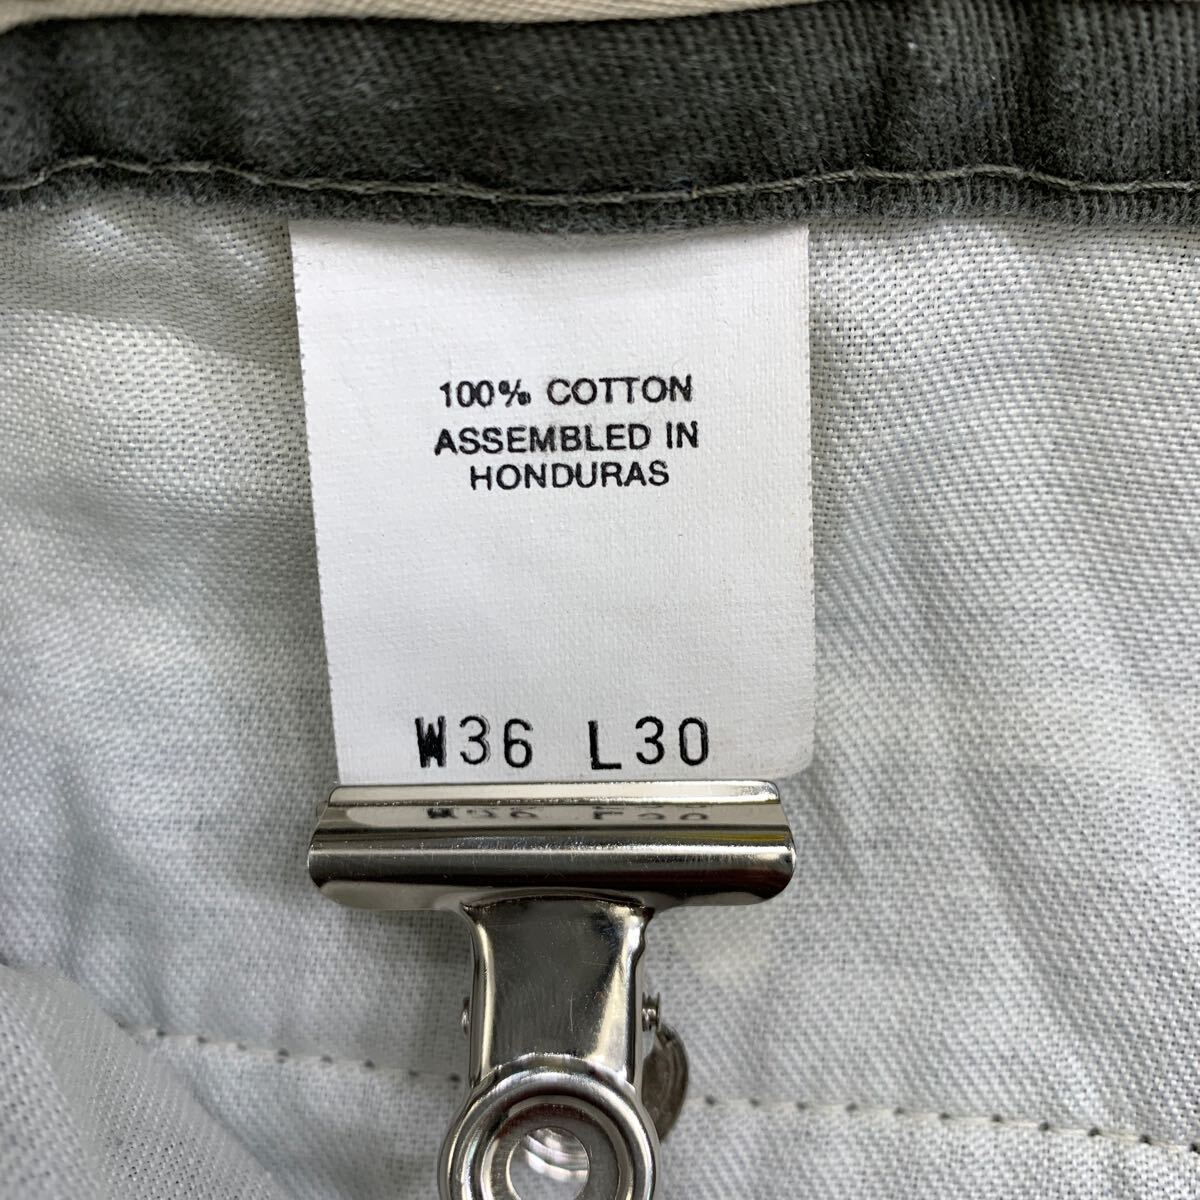 100% COTTON
ASSEMBLED IN
HONDURAS
W36 L30